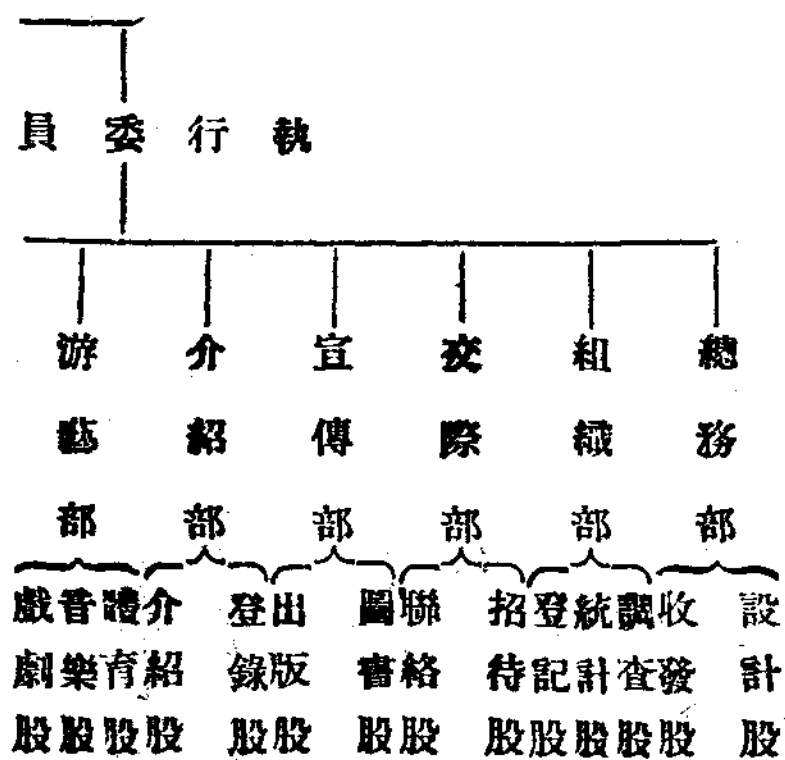 執行委員
總務部
設計股
收發股
組織部
調查股
統計股
登記股
交際部
招待股
聯絡股
宣傳部
圖書股
出版股
介紹部
登錄股
介紹股
游藝部
體育股
音樂股
戲劇股